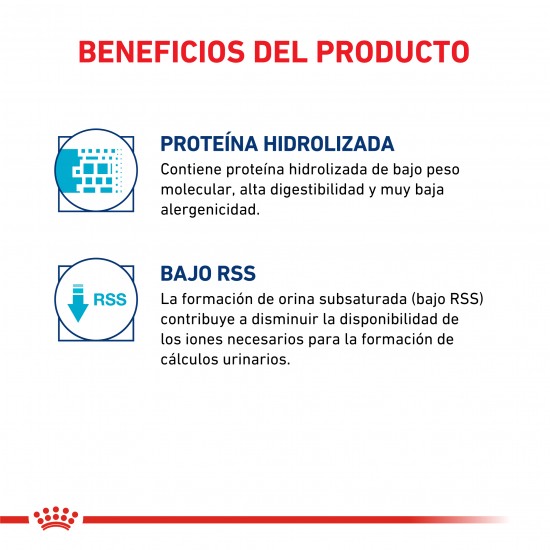 BENEFICIOS DEL PRODUCTO
PROTEÍNA HIDROLIZADA
Contiene proteína hidrolizada de bajo peso
molecular, alta digestibilidad y muy baja
alergenicidad.
RSS
BAJO RSS
La formación de orina subsaturada (bajo RSS)
contribuye a disminuir la disponibilidad de
los iones necesarios para la formación de
cálculos urinarios.